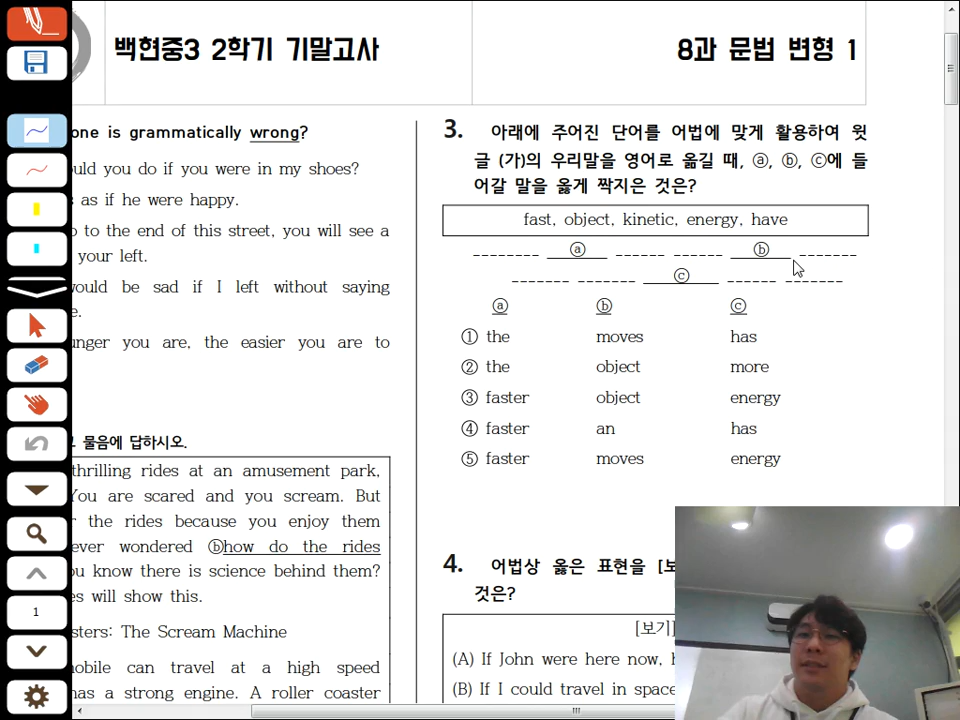 백현중3 2학기 기말고사
8과 문법 변형 1
one is grammatically wrong?
you do if you were in my shoes?
as if he were happy.
to the end of this street, you will see a
your left.
would be sad if I left without saying
you are, the easier you are to
물음에 답하시오.
thrilling rides at an amusement park,
You are scared and you scream. But
the rides because you enjoy them
ever wondered ⓑhow do the rides
know there is science behind them?
will show this.
The Scream Machine
can travel at a high speed
has a strong engine. A roller coaster
3. 아래에 주어진 단어를 어법에 맞게 활용하여 윗
글 (가)의 우리말을 영어로 옮길 때, ⓐ, ⓑ, ⓒ에 들
어갈 말을 옳게 짝지은 것은?
fast, object, kinetic, energy, have
ⓐ ⓑ
ⓒ
ⓐ ⓑ ⓒ
① the moves has
② the object more
③ faster object energy
④ faster an has
⑤ faster moves energy
4. 어법상 옳은 표현을
것은?
[보기]
(A) If John were here now,
(B) If I could travel in space
1